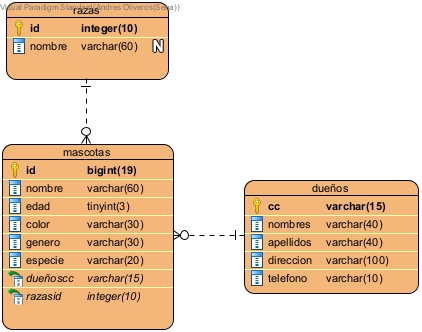 Visual Paradigm Standard(Andres Oliveros(Sena))
razas
id integer(10)
nombre varchar(60) N
mascotas
id bigint(19)
nombre varchar(60)
edad tinyint(3)
color varchar(30)
genero varchar(30)
especie varchar(20)
dueñoscc varchar(15)
razasid integer(10)
dueños
cc varchar(15)
nombres varchar(40)
apellidos varchar(40)
direccion varchar(100)
telefono varchar(10)